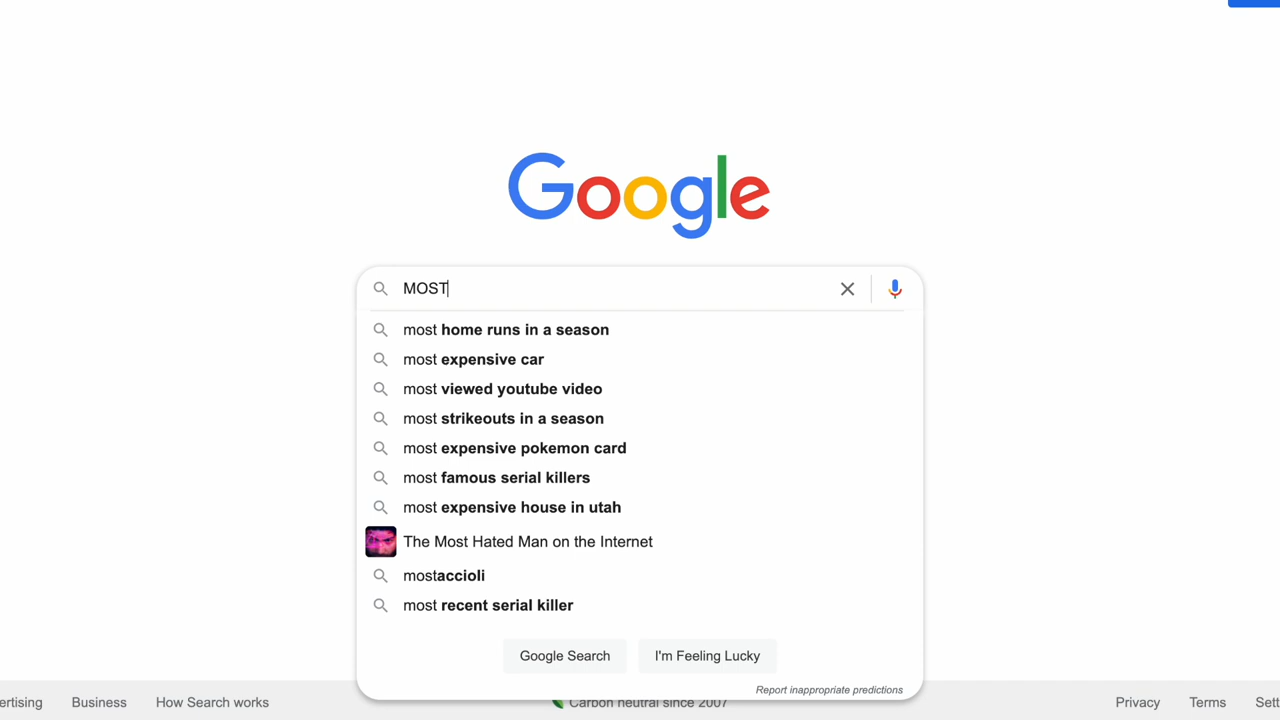 Google
MOST
most home runs in a season
most expensive car
most viewed youtube video
most strikeouts in a season
most expensive pokemon card
most famous serial killers
most expensive house in utah
The Most Hated Man on the Internet
mostaccioli
most recent serial killer
Google Search I'm Feeling Lucky
Report inappropriate predictions
ertising Business How Search works Carbon neutral since 2007 Privacy Terms Sett